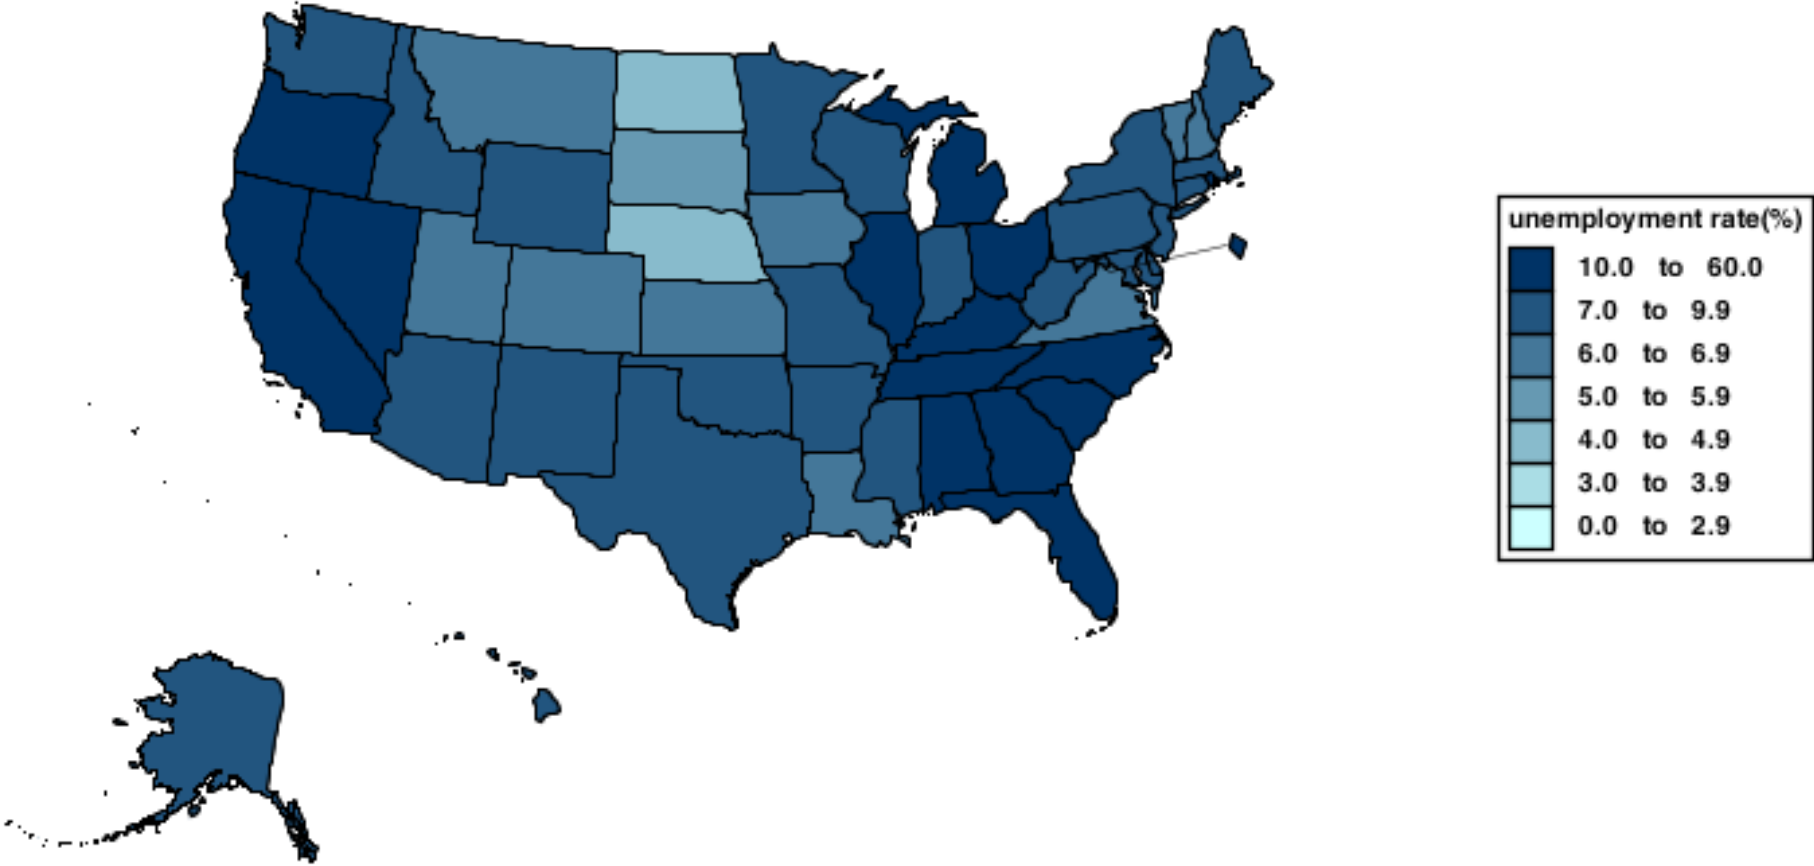 unemployment rate(%)
10.0 to 60.0
7.0 to 9.9
6.0 to 6.9
5.0 to 5.9
4.0 to 4.9
3.0 to 3.9
0.0 to 2.9